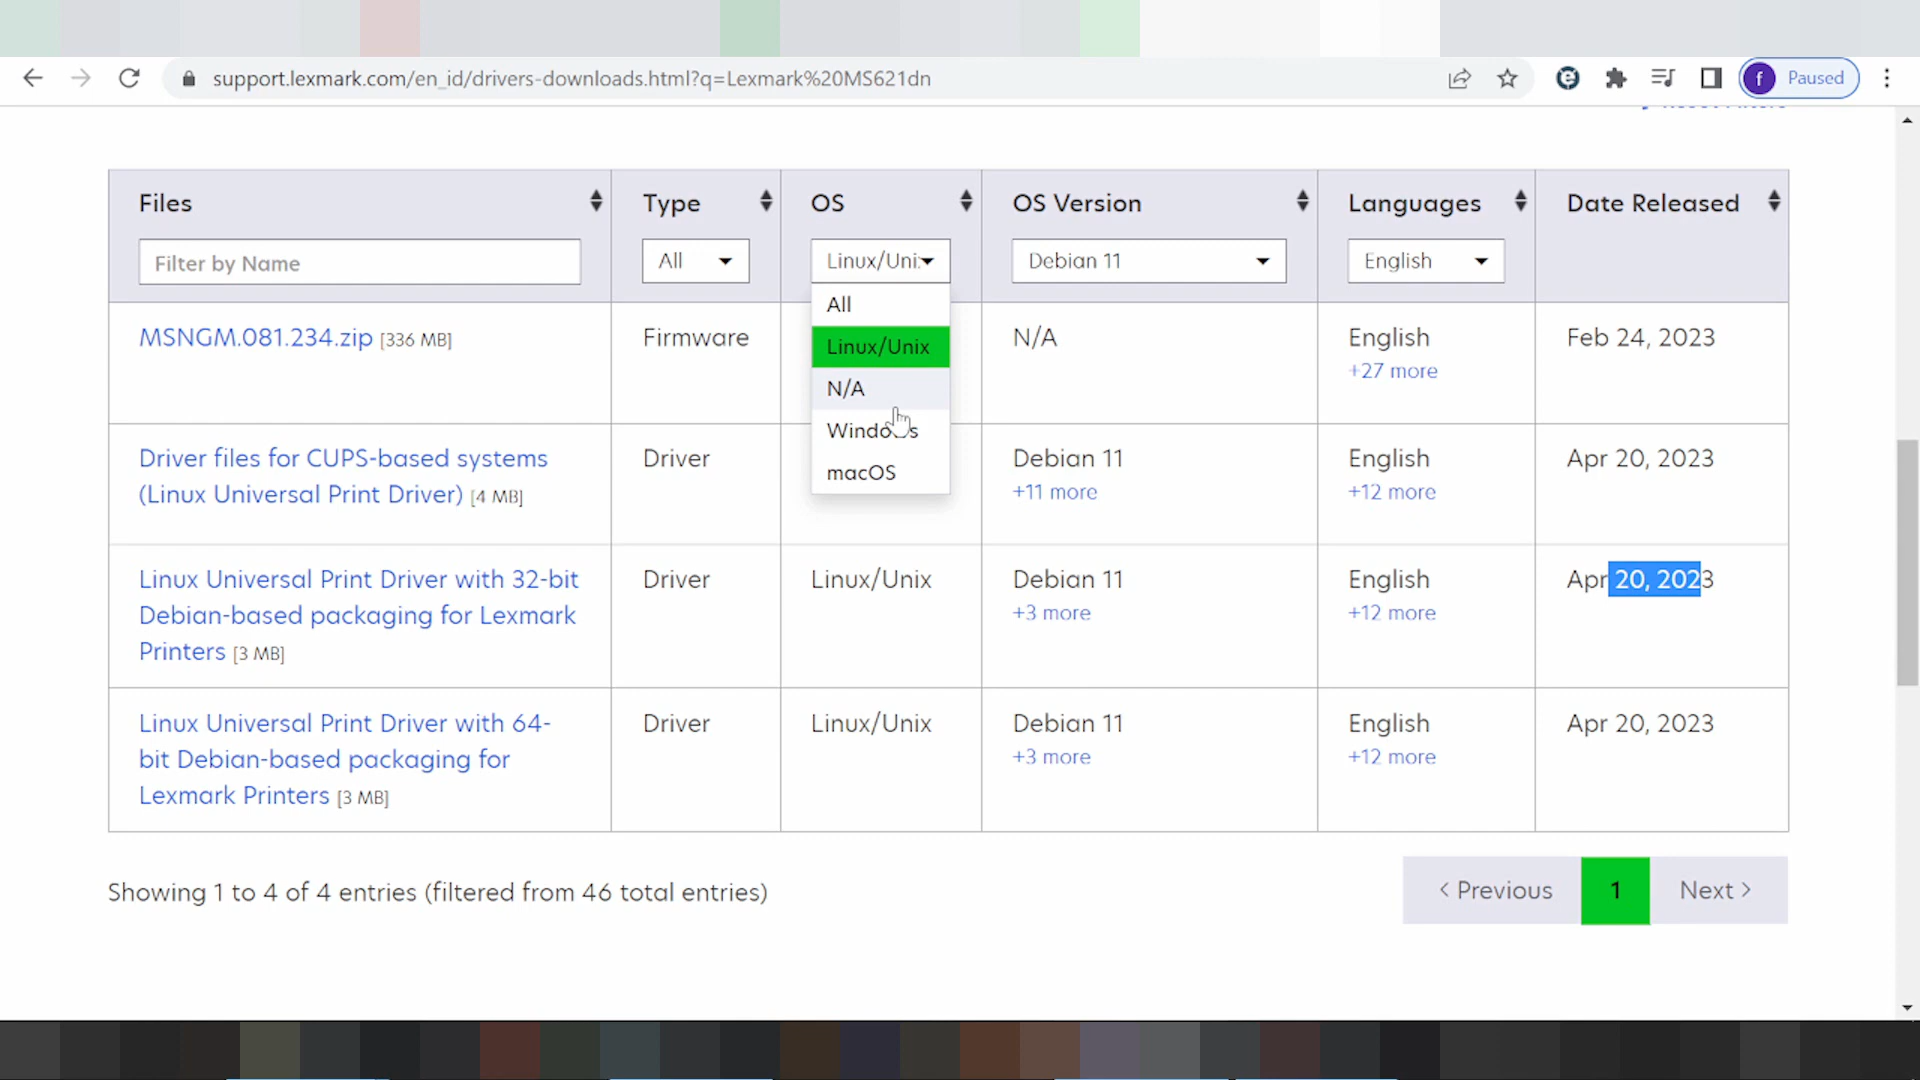 support.lexmark.com/en_id/drivers-downloads.html?q=Lexmark%20MS621dn
f Paused
Files
Type
OS
OS Version
Languages
Date Released
Filter by Name
All
Linux/Uni
Debian 11
English
All
Linux/Unix
N/A
Windows
macOS
MSNGM.081.234.zip [336 MB]
Firmware
N/A
English
+27 more
Feb 24, 2023
Driver files for CUPS-based systems
(Linux Universal Print Driver) [4 MB]
Driver
Debian 11
+11 more
English
+12 more
Apr 20, 2023
Linux Universal Print Driver with 32-bit
Debian-based packaging for Lexmark
Printers [3 MB]
Driver
Linux/Unix
Debian 11
+3 more
English
+12 more
Apr 20, 2023
Linux Universal Print Driver with 64-
bit Debian-based packaging for
Lexmark Printers [3 MB]
Driver
Linux/Unix
Debian 11
+3 more
English
+12 more
Apr 20, 2023
Showing 1 to 4 of 4 entries (filtered from 46 total entries)
< Previous
1
Next >